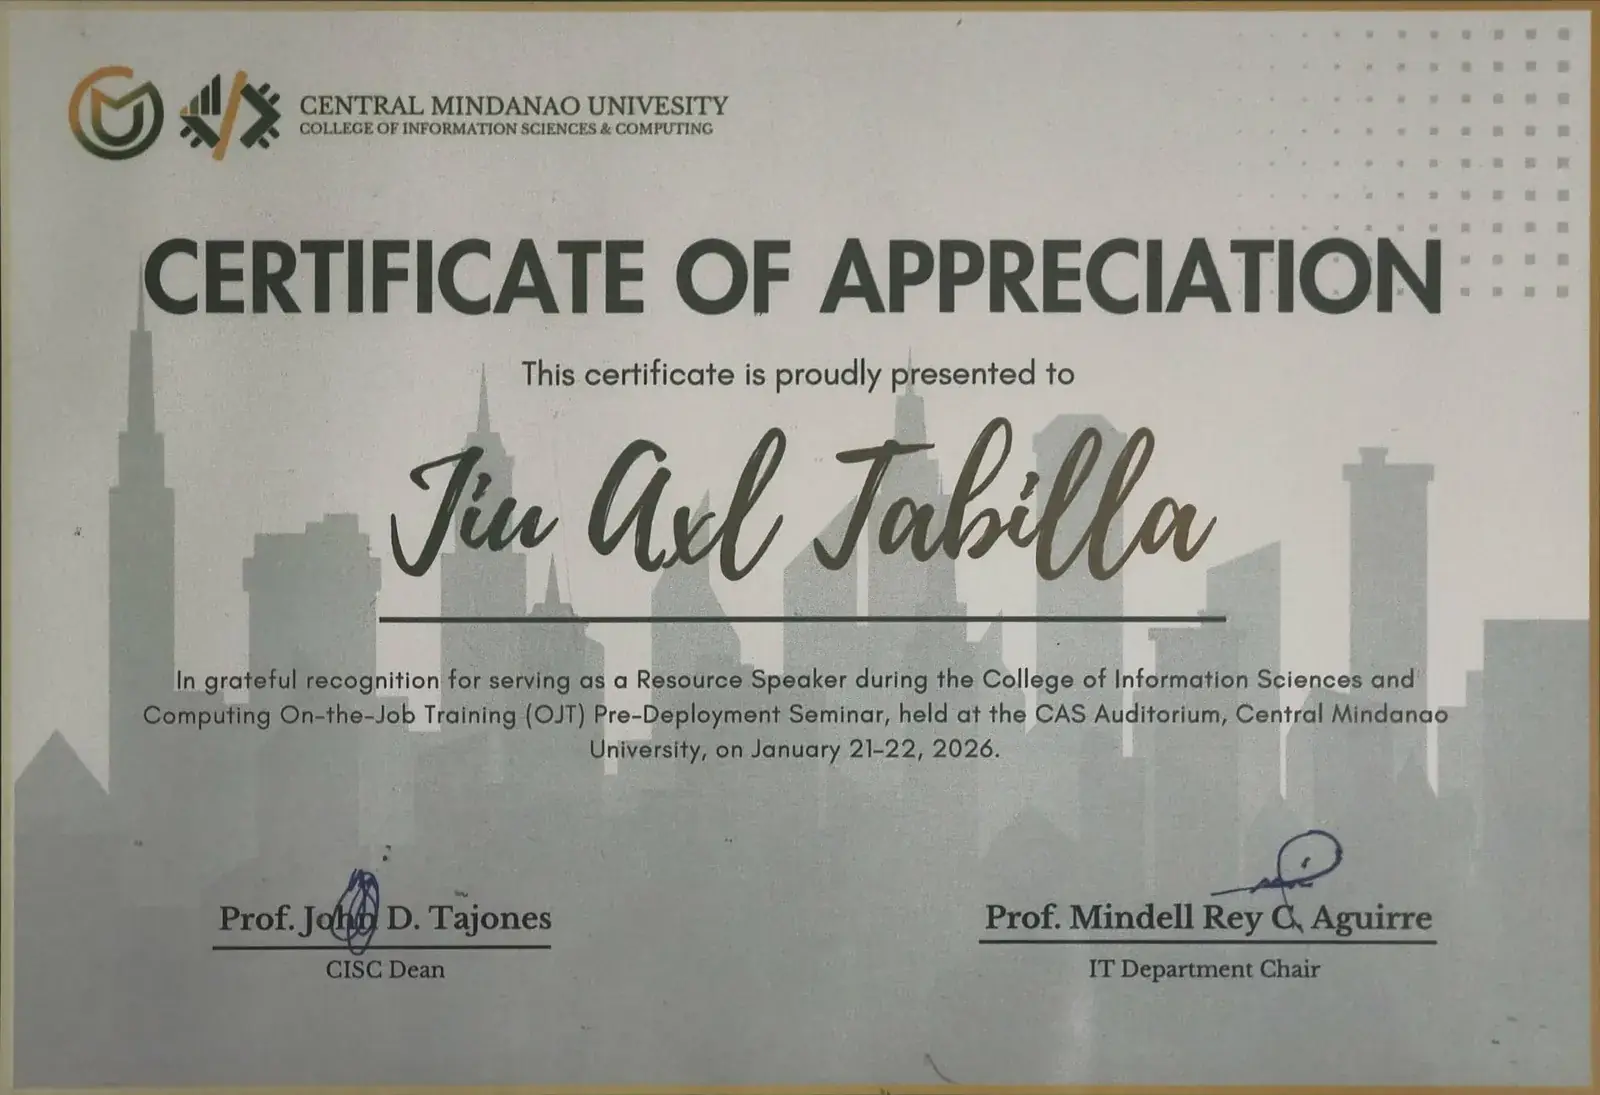 CENTRAL MINDANAO UNIVESITY
COLLEGE OF INFORMATION SCIENCES & COMPUTING
CERTIFICATE OF APPRECIATION
This certificate is proudly presented to
Jiu Axl Tabilla
In grateful recognition for serving as a Resource Speaker during the College of Information Sciences and
Computing On-the-Job Training (OJT) Pre-Deployment Seminar, held at the CAS Auditorium, Central Mindanao
University, on January 21-22, 2026.
Prof. John D. Tajones
CISC Dean
Prof. Mindell Rey C. Aguirre
IT Department Chair